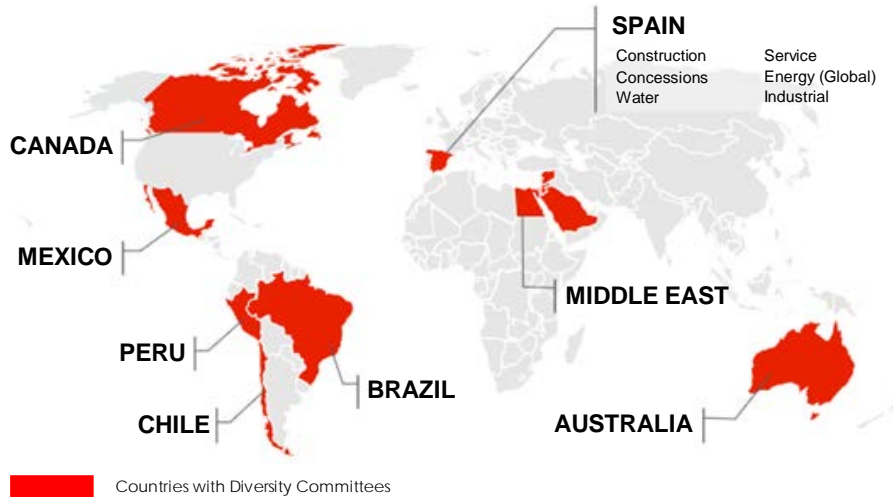 SPAIN
Construction
Concessions
Water
Service
Energy (Global)
Industrial
CANADA
MEXICO
MIDDLE EAST
PERU
BRAZIL
CHILE
AUSTRALIA
Countries with Diversity Committees